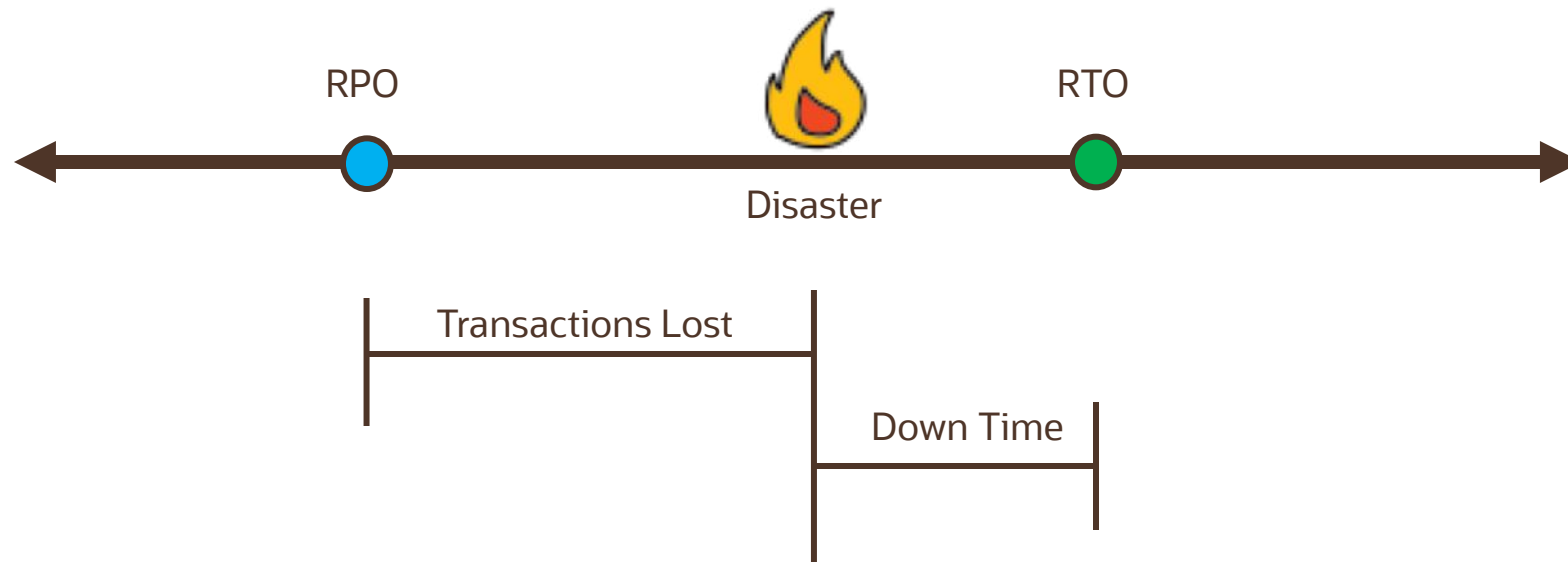 RPO
RTO
Disaster
Transactions Lost
Down Time